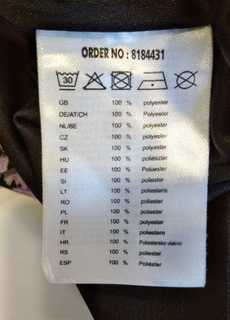 ORDER NO : 8184431
30
GB 100 % polyester
DE/AT/CH 100 % Polyester
NL/BE 100 % polyester
CZ 100 % polyester
SK 100 % polyester
HU 100 % poliészter
EE 100 % polüester
SI 100 % poliester
LT 100 % poliesteris
RO 100 % poliester
PL 100 % poliester
FR 100 % polyester
IT 100 % poliestere
HR 100 % Poliestersko vlakno
RS 100 % poliester
ESP 100 % Poliéster